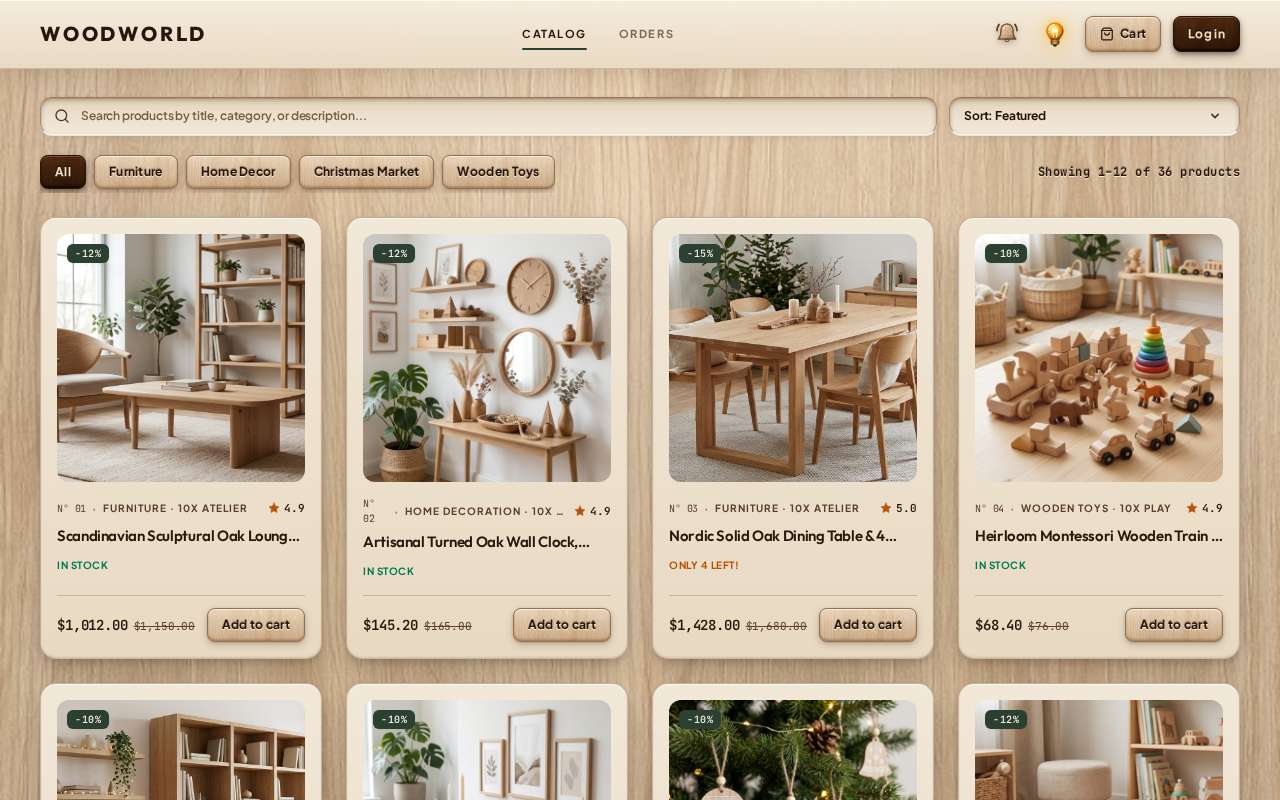 WOODWORLD
CATALOG
ORDERS
Cart
Login
Search products by title, category, or description...
Sort: Featured
All
Furniture
Home Decor
Christmas Market
Wooden Toys
Showing 1–12 of 36 products
-12%
-12%
-15%
-10%
N° 01 · FURNITURE · 10X ATELIER
4.9
Scandinavian Sculptural Oak Loung...
IN STOCK
$1,012.00 $1,150.00
Add to cart
N° 02 · HOME DECORATION · 10X ...
4.9
Artisanal Turned Oak Wall Clock,...
IN STOCK
$145.20 $165.00
Add to cart
N° 03 · FURNITURE · 10X ATELIER
5.0
Nordic Solid Oak Dining Table & 4...
ONLY 4 LEFT!
$1,428.00 $1,680.00
Add to cart
N° 04 · WOODEN TOYS · 10X PLAY
4.9
Heirloom Montessori Wooden Train ...
IN STOCK
$68.40 $76.00
Add to cart
-10%
-10%
-10%
-12%